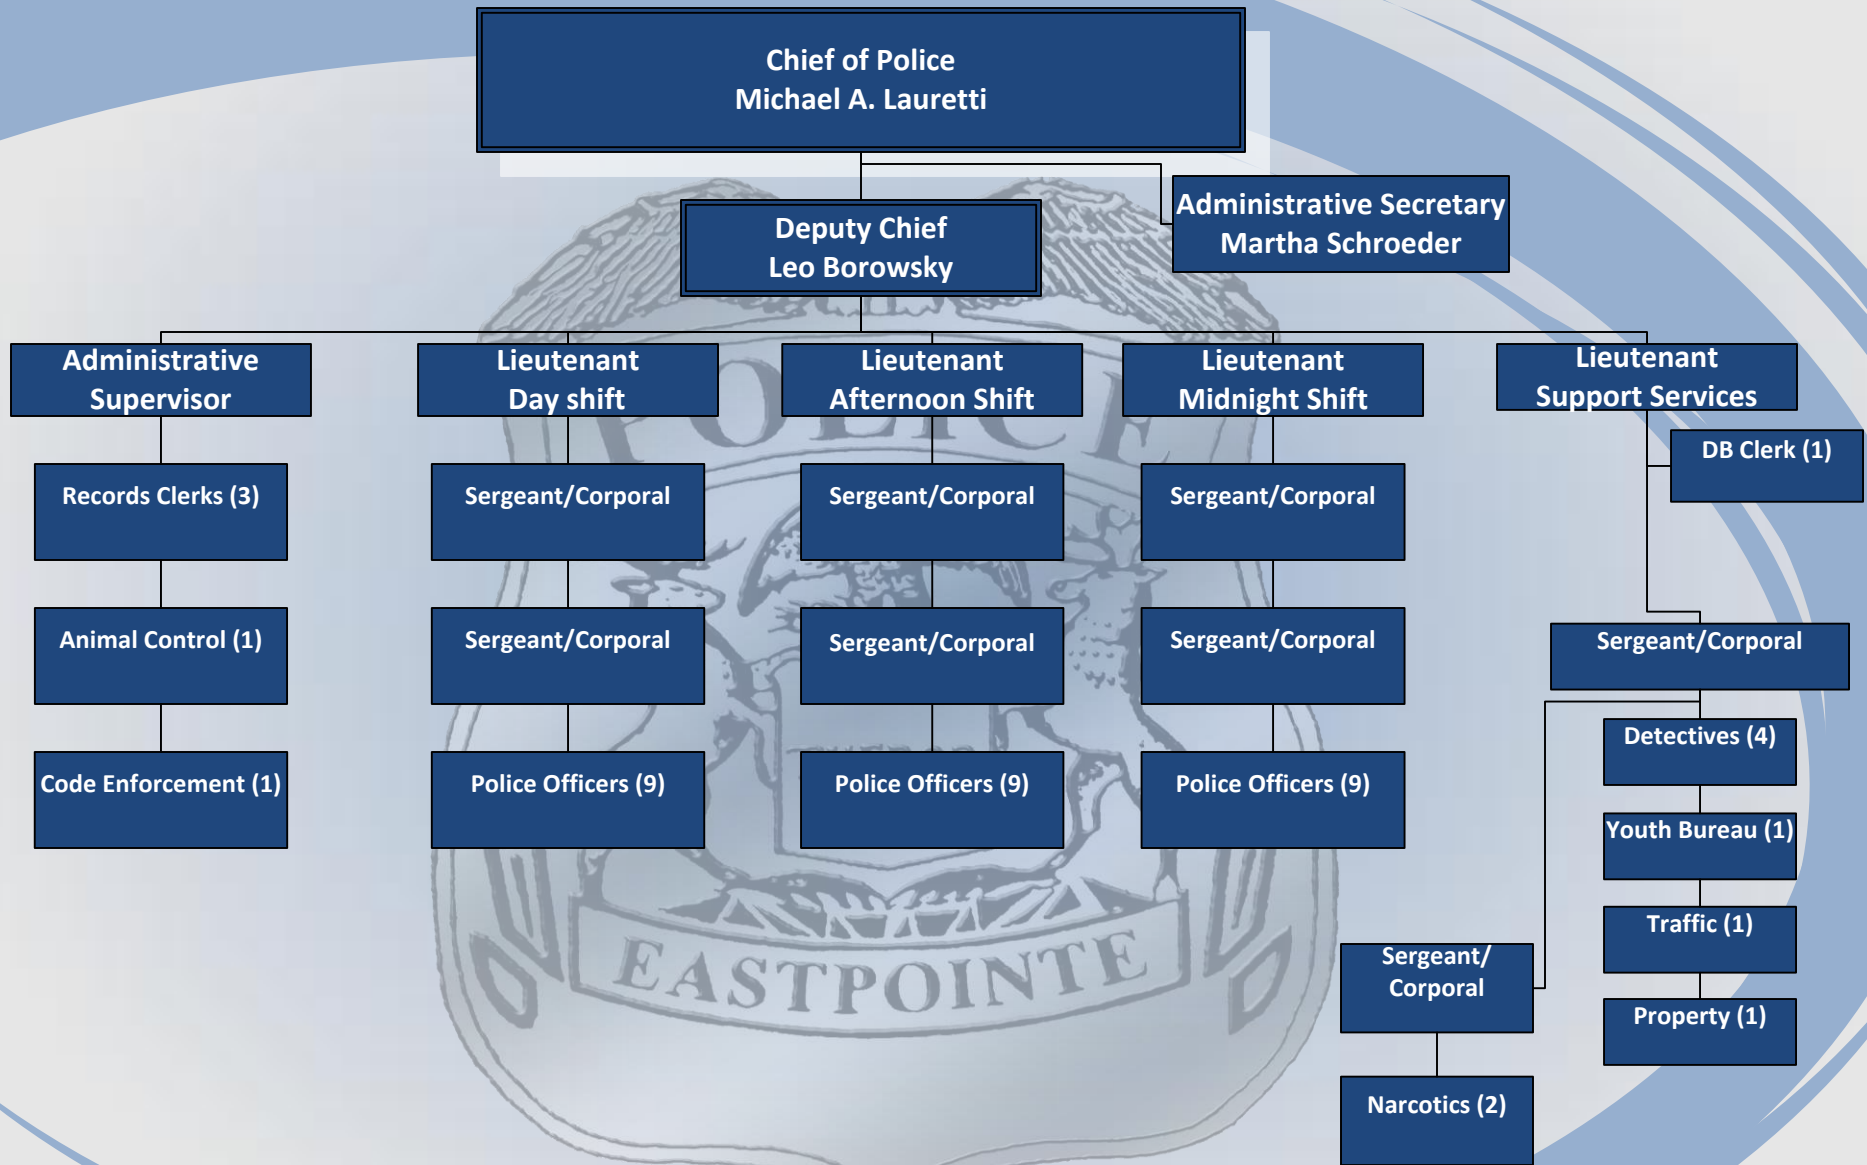 Chief of Police
Michael A. Lauretti
Administrative Secretary
Martha Schroeder
Deputy Chief
Leo Borowsky
Administrative
Supervisor
Lieutenant
Day shift
Lieutenant
Afternoon Shift
Lieutenant
Midnight Shift
Lieutenant
Support Services
DB Clerk (1)
Records Clerks (3)
Sergeant/Corporal
Sergeant/Corporal
Sergeant/Corporal
Animal Control (1)
Sergeant/Corporal
Sergeant/Corporal
Sergeant/Corporal
Sergeant/Corporal
Code Enforcement (1)
Police Officers (9)
Police Officers (9)
Police Officers (9)
Detectives (4)
Youth Bureau (1)
Traffic (1)
Property (1)
Sergeant/
Corporal
Narcotics (2)
POLICE
EASTPOINTE